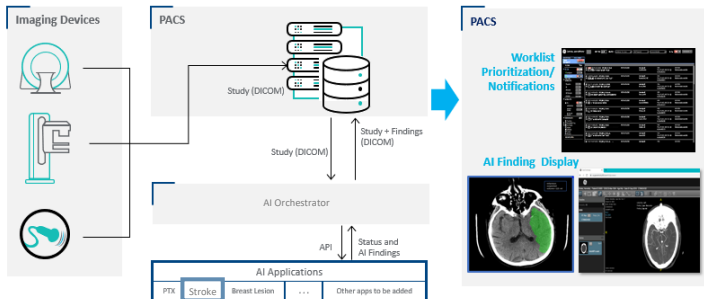 Imaging Devices
PACS
Study (DICOM)
Study (DICOM)
Study + Findings
(DICOM)
AI Orchestrator
API
Status and
AI Findings
AI Applications
PTX
Stroke
Breast Lesion
...
Other apps to be added
PACS
Worklist
Prioritization/
Notifications
AI Finding Display